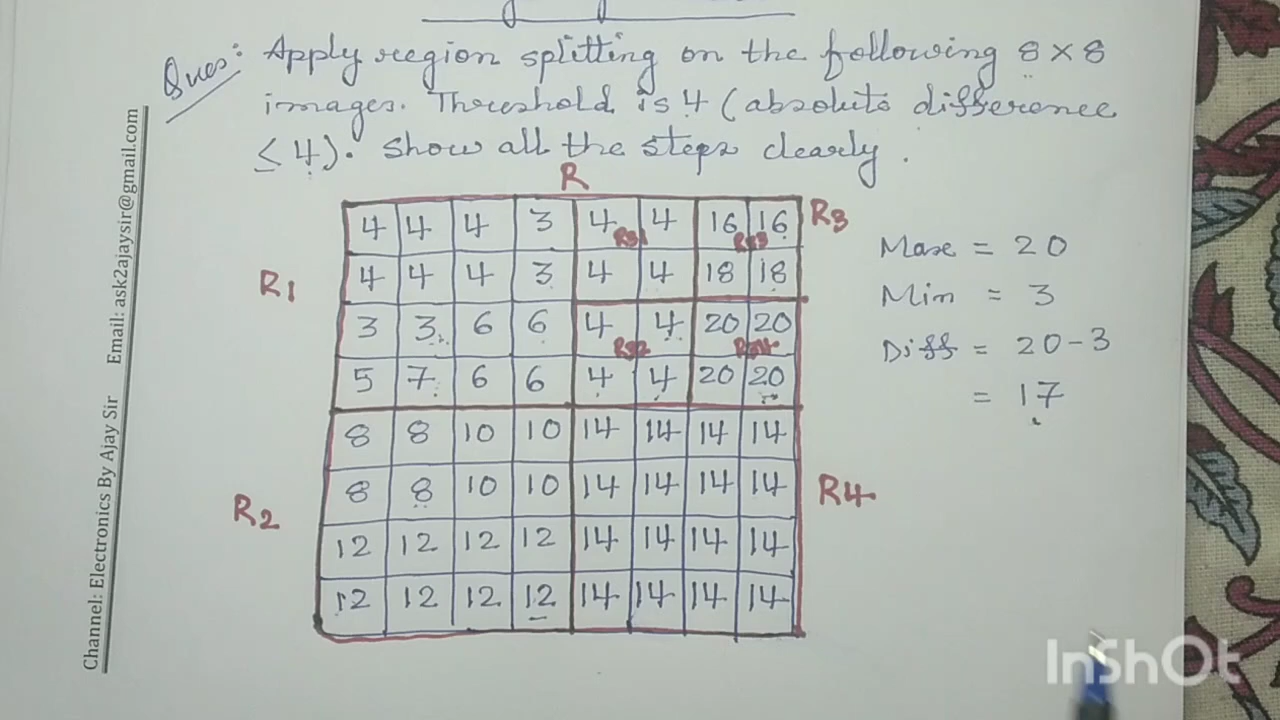 Ques: Apply region splitting on the following 8 × 8
images. Threshold is 4 (absolute difference
≤ 4). Show all the steps clearly.
R
4 4 4 3 4 4 16 16
R3
4 4 4 3 4 4 18 18
R1
3 3 6 6 4 4 20 20
5 7 6 6 4 4 20 20
8 8 10 10 14 14 14 14
8 8 10 10 14 14 14 14
R2
R4
12 12 12 12 14 14 14 14
12 12 12 12 14 14 14 14
R31
R33
R32
R34
Max = 20
Min = 3
Diff = 20-3
= 17
Channel: Electronics By Ajay Sir Email: ask2ajaysir@gmail.com
InShOt